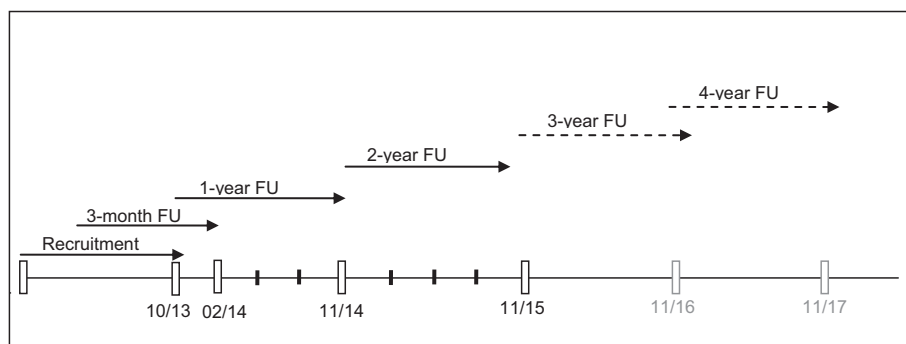 4-year FU
3-year FU
2-year FU
1-year FU
3-month FU
Recruitment
10/13 02/14 11/14 11/15 11/16 11/17